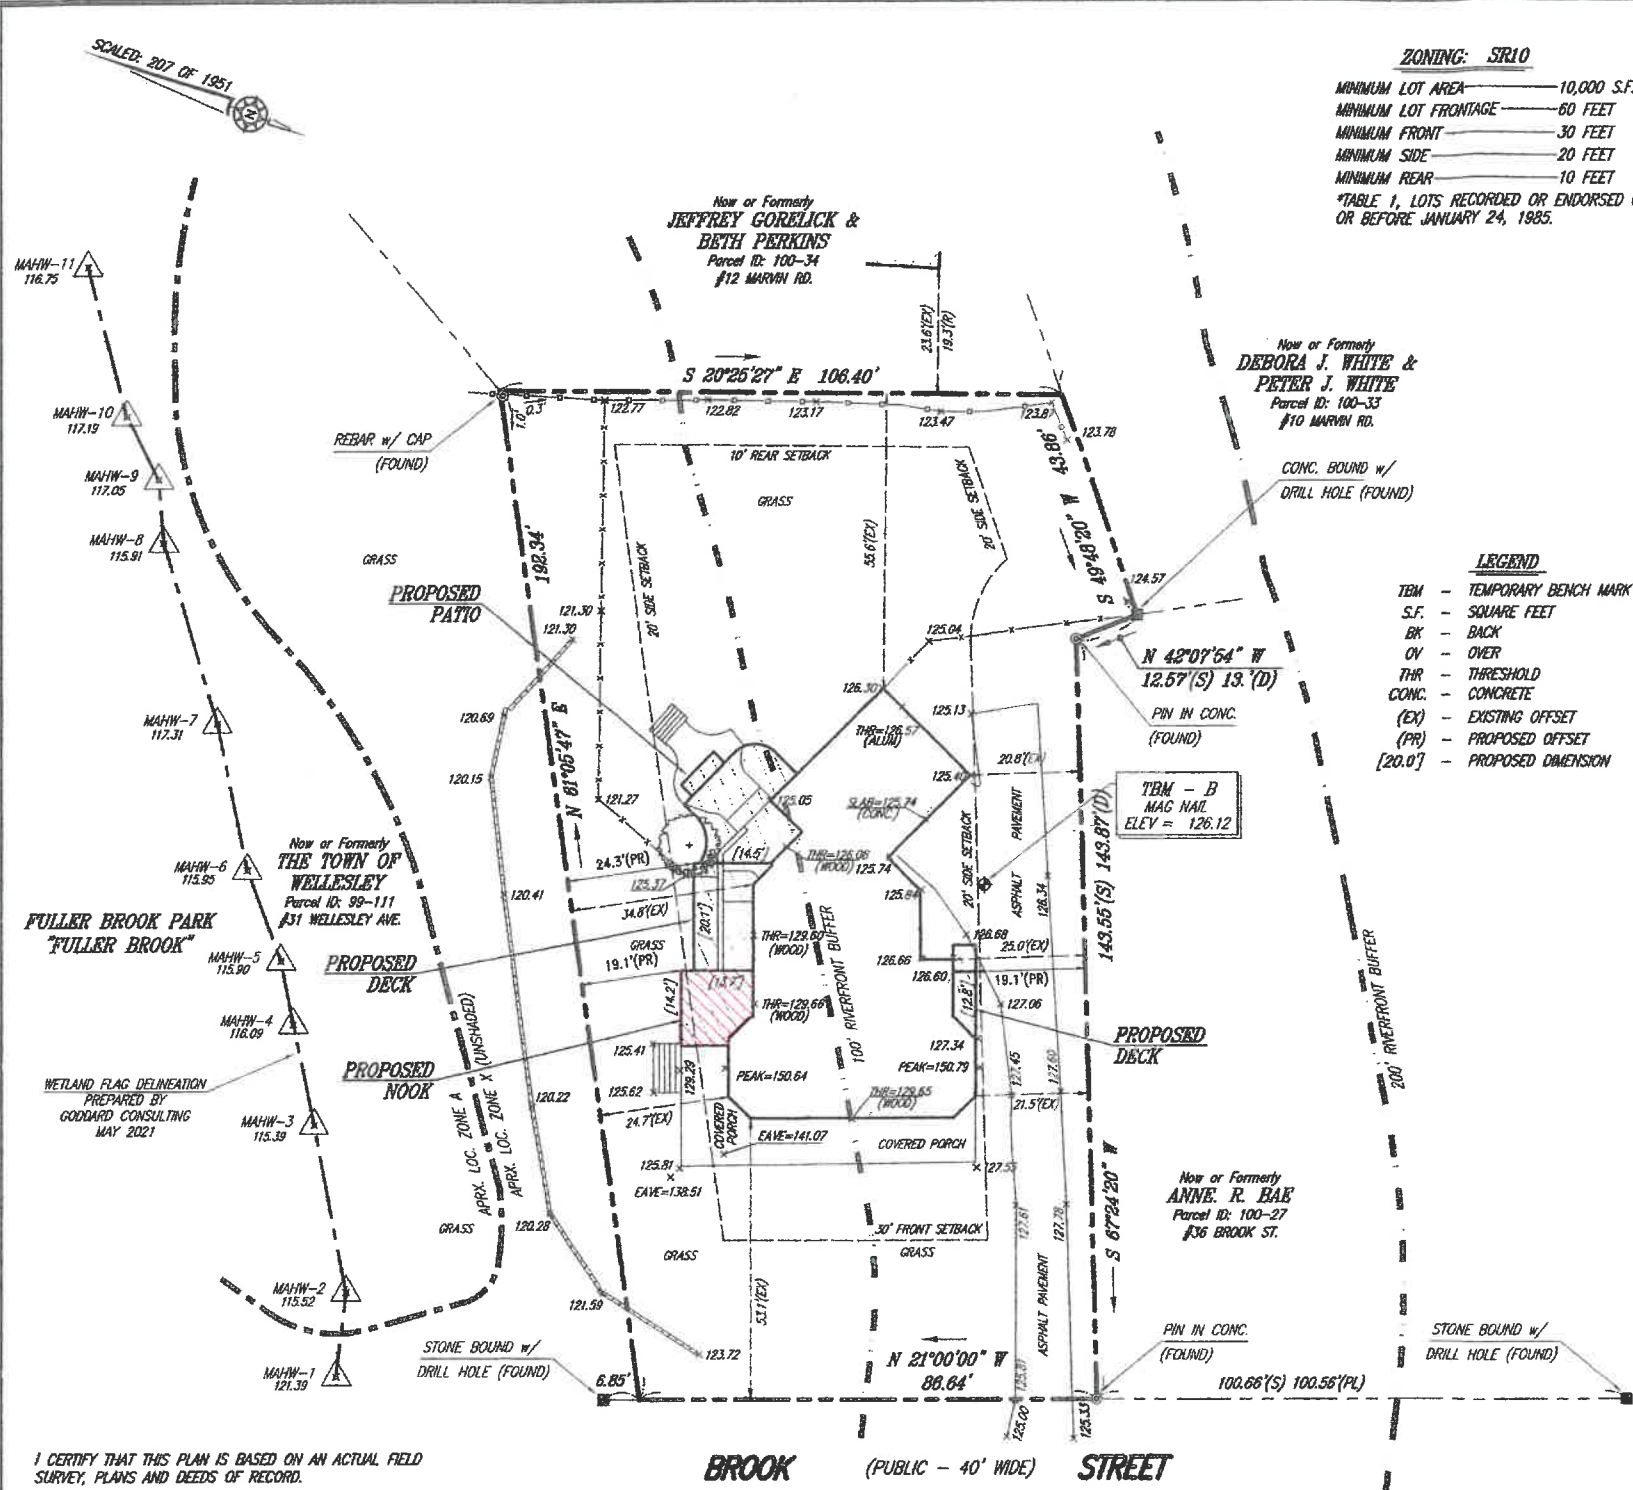 SCALED: 207 OF 1951
N
ZONING: SR10
MINIMUM LOT AREA 10,000 S.F.
MINIMUM LOT FRONTAGE 60 FEET
MINIMUM FRONT 30 FEET
MINIMUM SIDE 20 FEET
MINIMUM REAR 10 FEET
*TABLE 1, LOTS RECORDED OR ENDORSED
OR BEFORE JANUARY 24, 1985.
Now or Formerly
JEFFREY GORELICK &
BETH PERKINS
Parcel ID: 100-34
#12 MARVIN RD.
23.6'(EX)
19.3'(R)
Now or Formerly
DEBORA J. WHITE &
PETER J. WHITE
Parcel ID: 100-33
#10 MARVIN RD.
MAHW-11
116.75
MAHW-10
117.19
MAHW-9
117.05
MAHW-8
115.91
MAHW-7
117.31
MAHW-6
115.95
MAHW-5
115.90
MAHW-4
116.09
MAHW-3
115.39
MAHW-2
115.52
MAHW-1
121.39
S 20°25'27" E 106.40'
1.0'
0.3'
122.77
122.82
123.17
123.47
123.87
123.78
REBAR w/ CAP
(FOUND)
10' REAR SETBACK
GRASS
GRASS
20' SIDE SETBACK
20' SIDE SETBACK
55.6'(EX)
S 49°48'20" W 43.86'
CONC. BOUND w/
DRILL HOLE (FOUND)
124.57
LEGEND
TBM - TEMPORARY BENCH MARK
S.F. - SQUARE FEET
BK - BACK
OV - OVER
THR - THRESHOLD
CONC. - CONCRETE
(EX) - EXISTING OFFSET
(PR) - PROPOSED OFFSET
[20.0'] - PROPOSED DIMENSION
N 61°05'47" E
192.34'
PROPOSED
PATIO
121.30
121.30
120.69
120.15
121.27
125.04
N 42°07'54" W
12.57'(S) 13.'(D)
PIN IN CONC.
(FOUND)
126.30
THR=126.57
(ALUM)
125.13
125.40
20.8'(EX)
SLAB=125.74
(CONC.)
TBM - B
MAG NAIL
ELEV = 126.12
ASPHALT PAVEMENT
20' SIDE SETBACK
126.34
S 67°24'20" W
143.55'(S) 143.87'(D)
125.05
[14.5']
THR=126.06
(WOOD)
125.74
125.84
24.3'(PR)
125.37
34.8'(EX)
[20.1']
Now or Formerly
THE TOWN OF
WELLESLEY
Parcel ID: 99-111
#31 WELLESLEY AVE.
FULLER BROOK PARK
"FULLER BROOK"
120.41
GRASS
19.1'(PR)
PROPOSED
DECK
THR=129.60
(WOOD)
126.66
126.68
25.0'(EX)
126.60
19.1'(PR)
[12.8']
127.06
[14.2']
THR=129.66
(WOOD)
100' RIVERFRONT BUFFER
200' RIVERFRONT BUFFER
127.34
PROPOSED
DECK
PROPOSED
NOOK
125.41
125.62
129.29
PEAK=150.64
PEAK=150.79
THR=129.65
(WOOD)
127.45
127.60
21.5'(EX)
24.7'(EX)
COVERED
PORCH
EAVE=141.07
COVERED PORCH
125.81
EAVE=138.51
127.55
APRX. LOC. ZONE A
APRX. LOC. ZONE X (UNSHADED)
WETLAND FLAG DELINEATION
PREPARED BY
GODDARD CONSULTING
MAY 2021
120.22
120.28
GRASS
GRASS
30' FRONT SETBACK
GRASS
127.61
127.78
Now or Formerly
ANNE. R. BAE
Parcel ID: 100-27
#36 BROOK ST.
121.59
123.72
53.1'(EX)
ASPHALT PAVEMENT
STONE BOUND w/
DRILL HOLE (FOUND)
6.85'
N 21°00'00" W
86.64'
125.81
125.00
125.33
PIN IN CONC.
(FOUND)
STONE BOUND w/
DRILL HOLE (FOUND)
100.66'(S) 100.56'(PL)
I CERTIFY THAT THIS PLAN IS BASED ON AN ACTUAL FIELD
SURVEY, PLANS AND DEEDS OF RECORD.
BROOK (PUBLIC - 40' WIDE) STREET